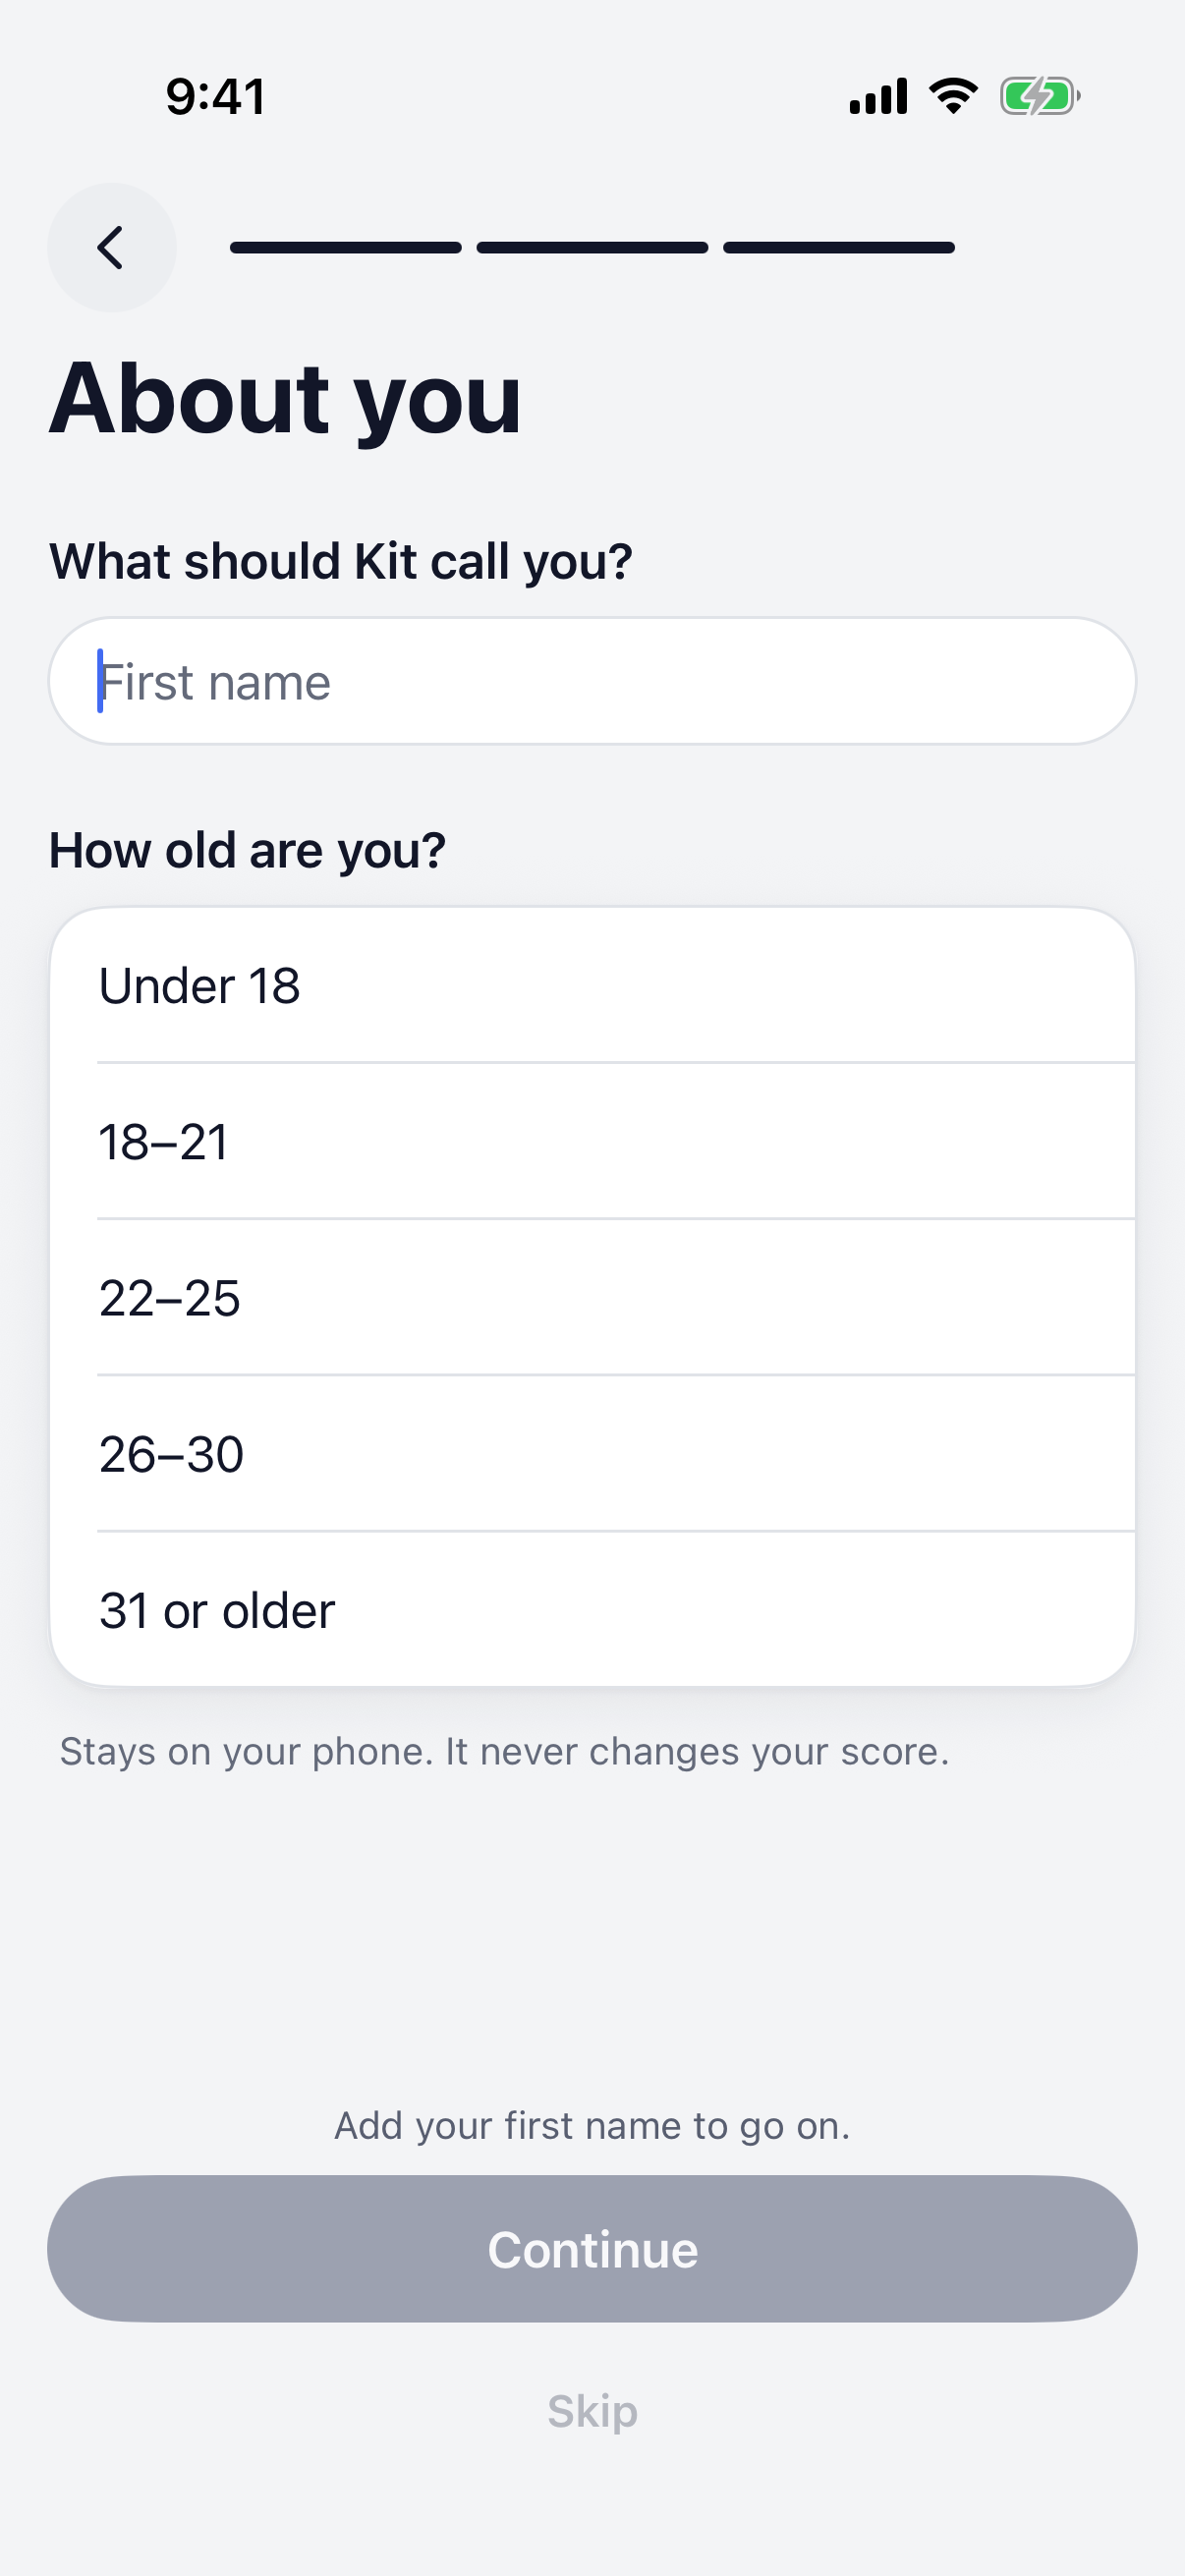 9:41
About you
What should Kit call you?
First name
How old are you?
Under 18
18–21
22–25
26–30
31 or older
Stays on your phone. It never changes your score.
Add your first name to go on.
Continue
Skip